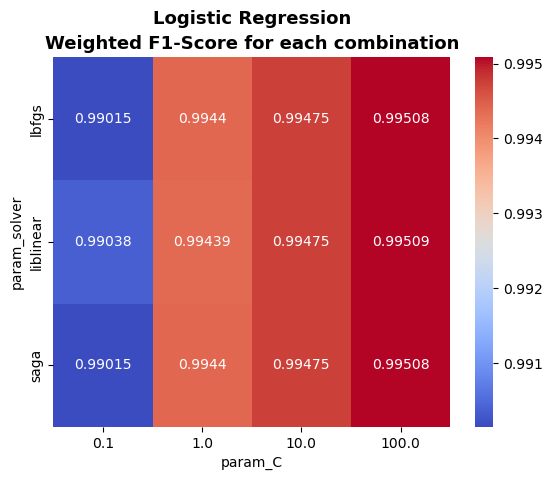 Logistic Regression
Weighted F1-Score for each combination
lbfgs
0.99015 0.9944 0.99475 0.99508
liblinear
0.99038 0.99439 0.99475 0.99509
saga
0.99015 0.9944 0.99475 0.99508
param_solver
0.1 1.0 10.0 100.0
param_C
0.995
0.994
0.993
0.992
0.991